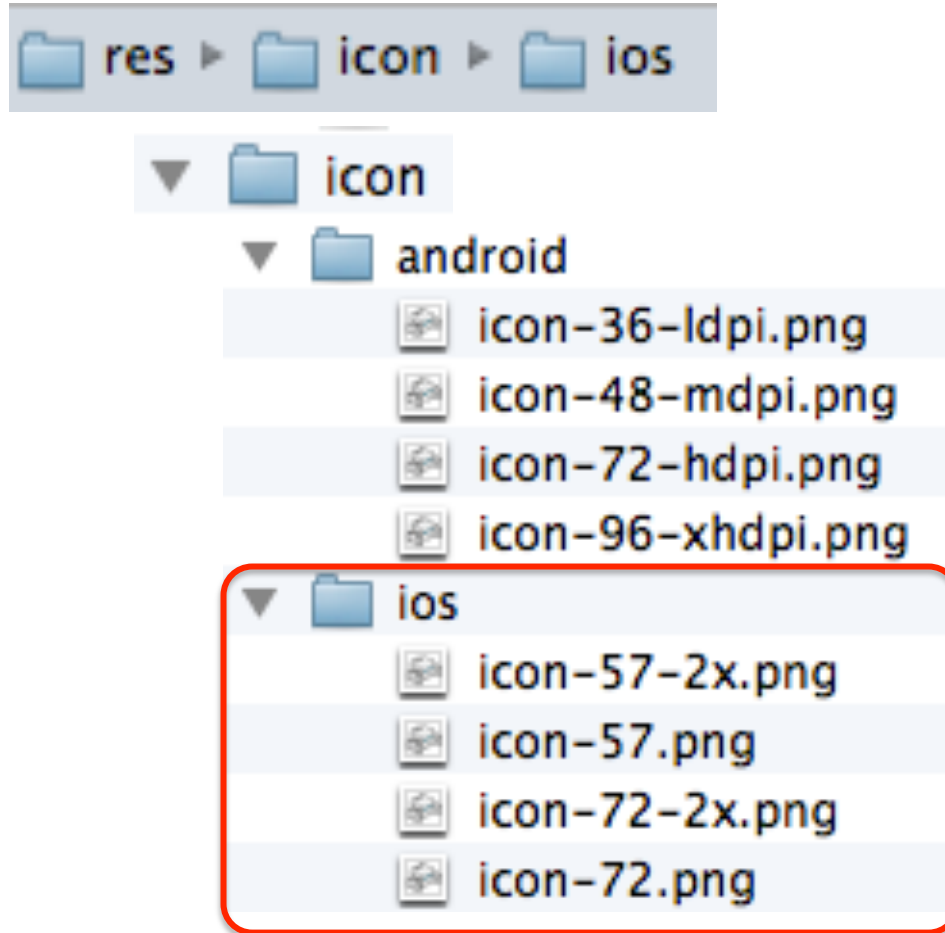 res icon ios
icon
android
icon-36-ldpi.png
icon-48-mdpi.png
icon-72-hdpi.png
icon-96-xhdpi.png
ios
icon-57-2x.png
icon-57.png
icon-72-2x.png
icon-72.png